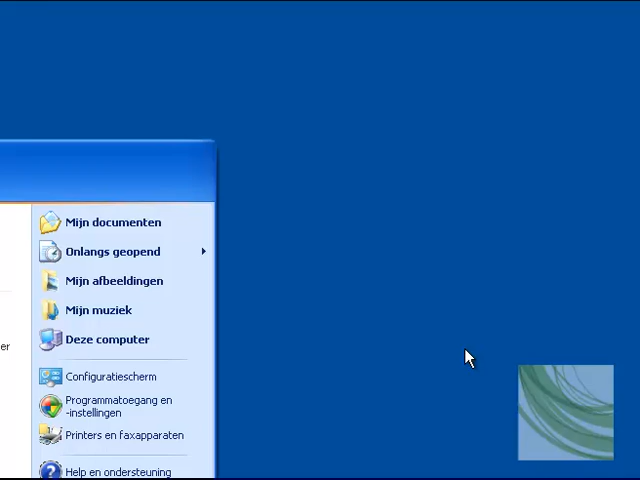 Mijn documenten
Onlangs geopend
Mijn afbeeldingen
Mijn muziek
er
Deze computer
Configuratiescherm
Programmatoegang en
-instellingen
Printers en faxapparaten
Help en ondersteuning